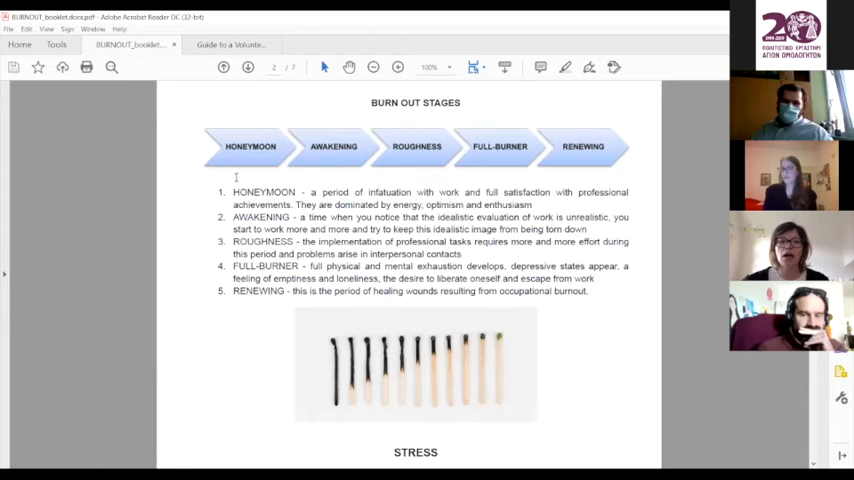 BURNOUT_booklet.docx.pdf - Adobe Acrobat Reader DC (32-bit)
File Edit View Sign Window Help
Home Tools BURNOUT_booklet.... × Guide to a Volunte...
2 / 7 100%
BURN OUT STAGES
HONEYMOON AWAKENING ROUGHNESS FULL-BURNER RENEWING
1. HONEYMOON - a period of infatuation with work and full satisfaction with professional
achievements. They are dominated by energy, optimism and enthusiasm
2. AWAKENING - a time when you notice that the idealistic evaluation of work is unrealistic, you
start to work more and more and try to keep this idealistic image from being torn down
3. ROUGHNESS - the implementation of professional tasks requires more and more effort during
this period and problems arise in interpersonal contacts
4. FULL-BURNER - full physical and mental exhaustion develops, depressive states appear, a
feeling of emptiness and loneliness, the desire to liberate oneself and escape from work
5. RENEWING - this is the period of healing wounds resulting from occupational burnout.
STRESS
20
ΠΟΛΙΤΙΣΤΙΚΟ ΕΡΓΑΣΤΗΡΙ
ΑΓΙΩΝ ΟΜΟΛΟΓΗΤΩΝ